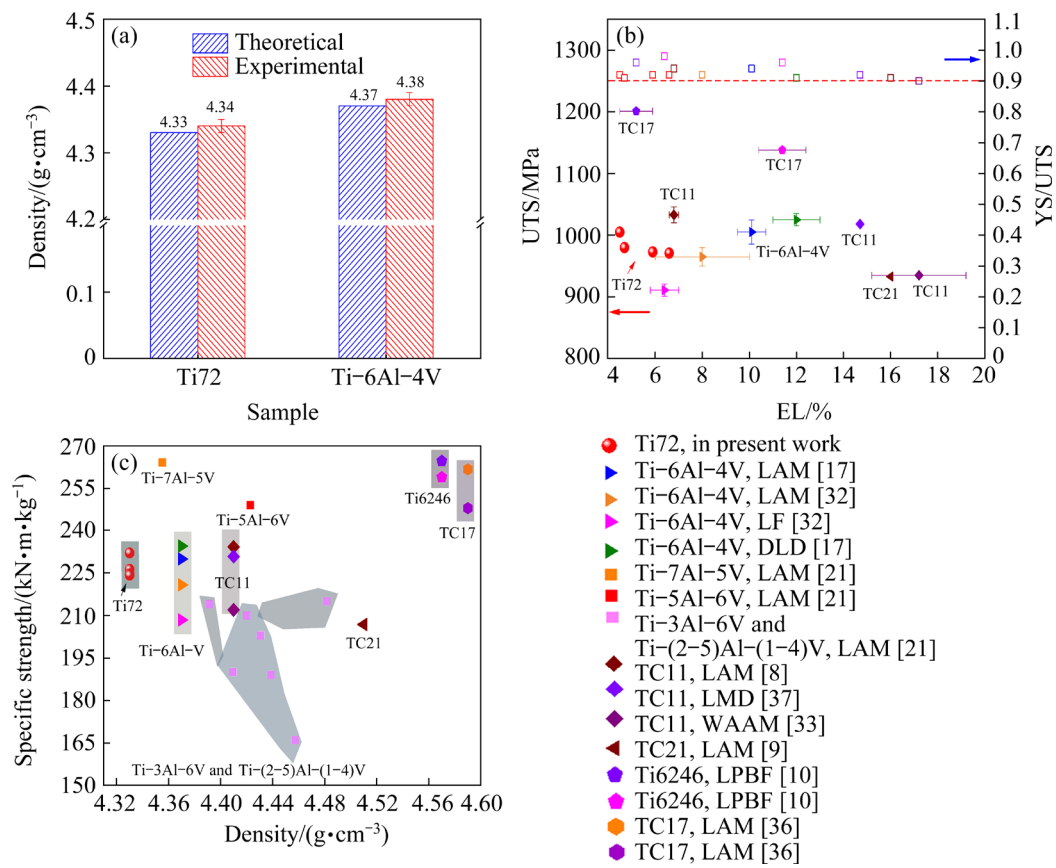 (a)
Theoretical
Experimental
4.5
4.4
4.3
4.2
0.1
0
4.33
4.34
4.37
4.38
Density/(g•cm−3)
Ti72
Ti−6Al−4V
Sample
(b)
1300
1200
1100
1000
900
800
UTS/MPa
1.1
1.0
0.9
0.8
0.7
0.6
0.5
0.4
0.3
0.2
0.1
0
YS/UTS
TC17
TC17
TC11
Ti−6Al−4V
TC11
Ti72
TC21
TC11
4 6 8 10 12 14 16 18 20
EL/%
(c)
270
255
240
225
210
195
180
165
150
Specific strength/(kN•m•kg−1)
Ti−7Al−5V
Ti−5Al−6V
Ti6246
TC17
Ti72
TC11
TC21
Ti−6Al−V
Ti−3Al−6V and Ti−(2−5)Al−(1−4)V
4.32 4.36 4.40 4.44 4.48 4.52 4.56 4.60
Density/(g•cm−3)
Ti72, in present work
Ti−6Al−4V, LAM [17]
Ti−6Al−4V, LAM [32]
Ti−6Al−4V, LF [32]
Ti−6Al−4V, DLD [17]
Ti−7Al−5V, LAM [21]
Ti−5Al−6V, LAM [21]
Ti−3Al−6V and
Ti−(2−5)Al−(1−4)V, LAM [21]
TC11, LAM [8]
TC11, LMD [37]
TC11, WAAM [33]
TC21, LAM [9]
Ti6246, LPBF [10]
Ti6246, LPBF [10]
TC17, LAM [36]
TC17, LAM [36]